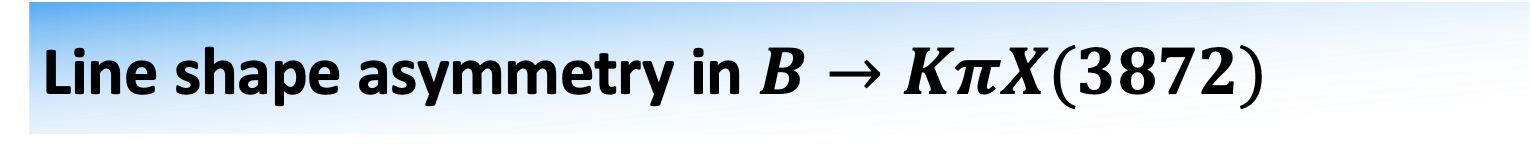 Line shape asymmetry in B → KπX(3872)